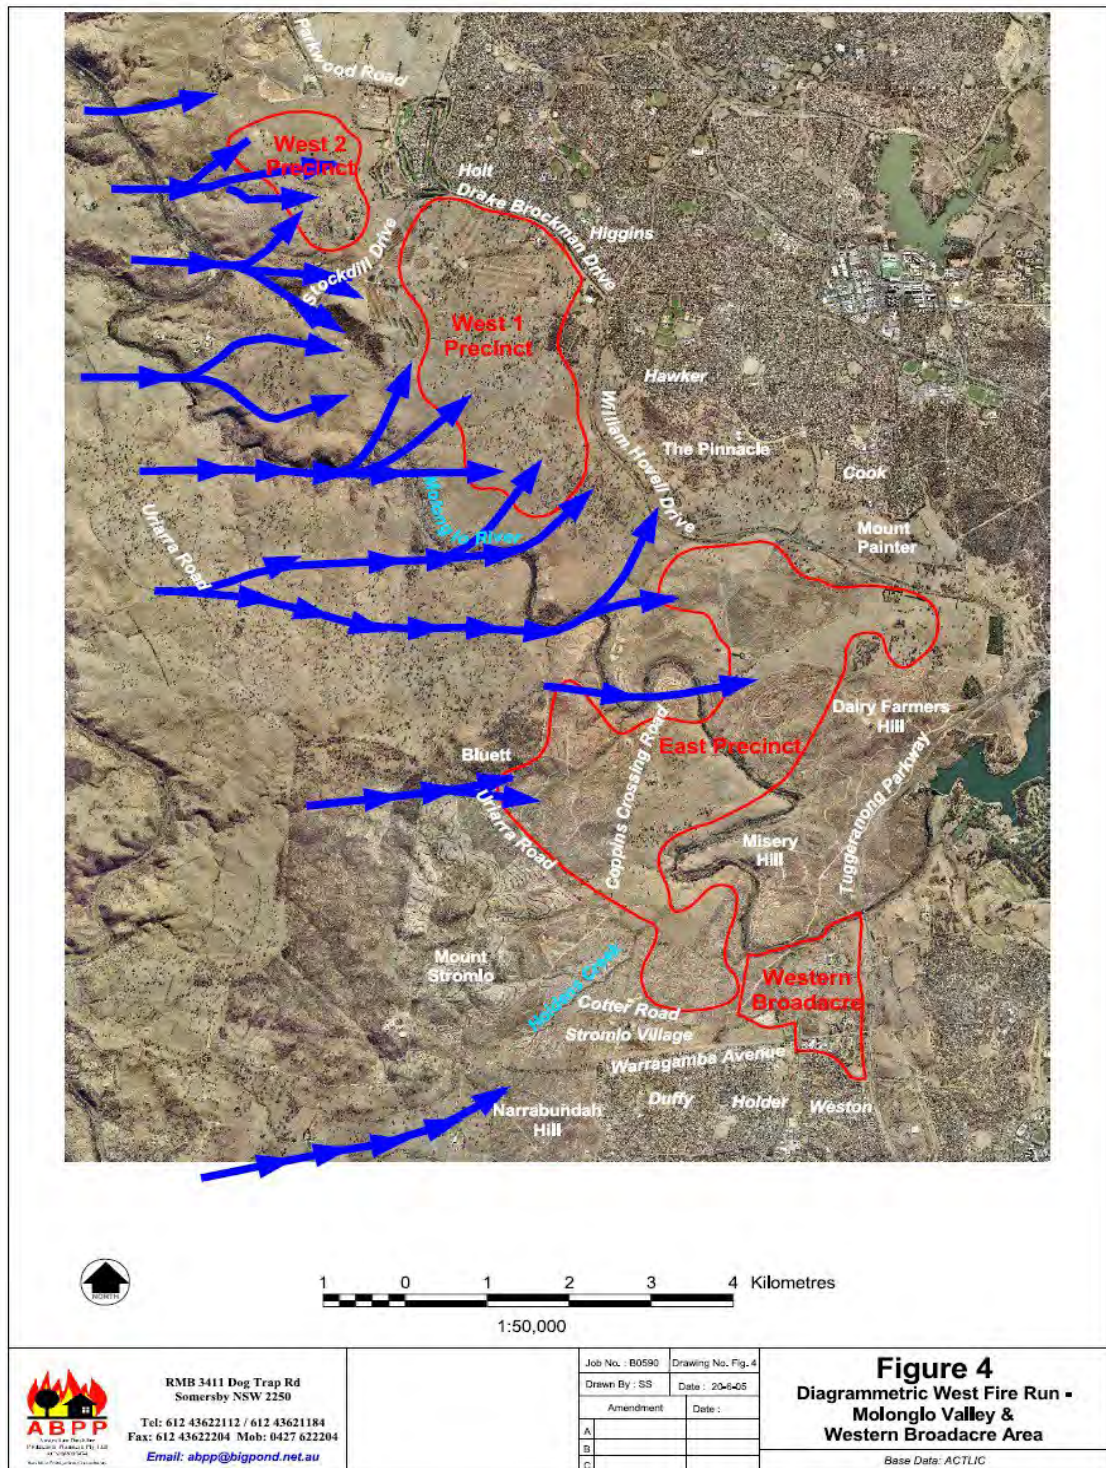 Parkwood Road
West 2
Precinct
Holt
Drake Brockman Drive
Higgins
Stockdill Drive
West 1
Precinct
Hawker
William Howell Drive
The Pinnacle
Cook
Molonglo River
Uriarra Road
Mount
Painter
Dairy Farmers
Hill
East Precinct
Bluett
Coppins Crossing Road
Uriarra Road
Tuggeranong Parkway
Misery
Hill
Mount
Stromlo
Holders Creek
Western
Broadacre
Cotter Road
Stromlo Village
Warragamba Avenue
Duffy
Holder
Weston
Narrabundah
Hill
NORTH
1 0 1 2 3 4 Kilometres
1:50,000
ABPP
RMB 3411 Dog Trap Rd
Somersby NSW 2250
Tel: 612 43622112 / 612 43621184
Fax: 612 43622204 Mob: 0427 622204
Email: abpp@bigpond.net.au
Job No. : B0590 Drawing No. Fig. 4
Drawn By : SS Date : 20-6-05
Amendment Date :
A
B
C
Figure 4
Diagrammetric West Fire Run -
Molonglo Valley &
Western Broadacre Area
Base Data: ACTLIC